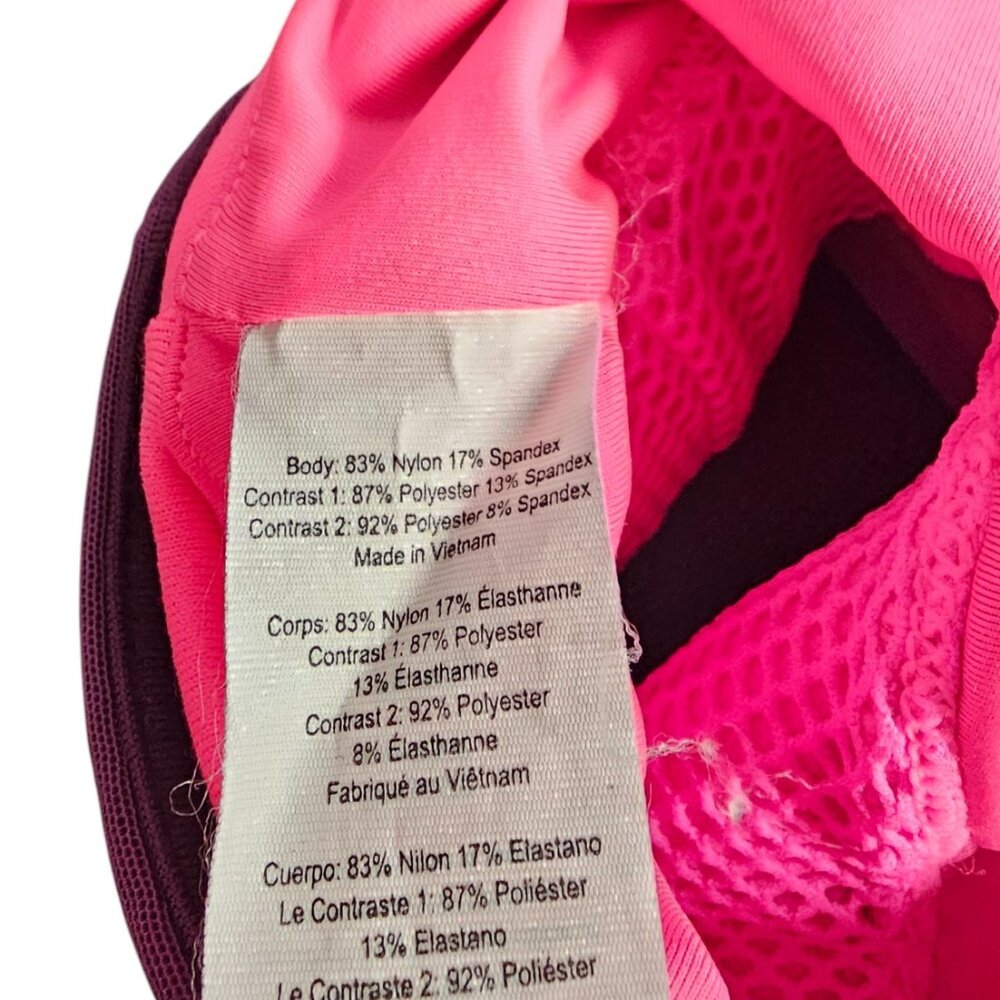 Body: 83% Nylon 17% Spandex
Contrast 1: 87% Polyester 13% Spandex
Contrast 2: 92% Polyester 8% Spandex
Made in Vietnam
Corps: 83% Nylon 17% Élasthanne
Contrast 1: 87% Polyester
13% Élasthanne
Contrast 2: 92% Polyester
8% Élasthanne
Fabriqué au Viêtnam
Cuerpo: 83% Nilon 17% Elastano
Le Contraste 1: 87% Poliéster
13% Elastano
Le Contraste 2: 92% Poliéster